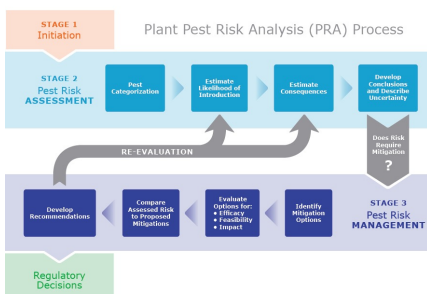 Plant Pest Risk Analysis (PRA) Process
STAGE 1
Initiation
STAGE 2
Pest Risk
ASSESSMENT
Pest
Categorization
Estimate
Likelihood of
Introduction
Estimate
Consequences
Develop
Conclusions
and Describe
Uncertainty
Does Risk
Require
Mitigation
?
RE-EVALUATION
STAGE 3
Pest Risk
MANAGEMENT
Identify
Mitigation
Options
Evaluate
Options for:
• Efficacy
• Feasibility
• Impact
Compare
Assessed Risk
to Proposed
Mitigations
Develop
Recommendations
Regulatory
Decisions